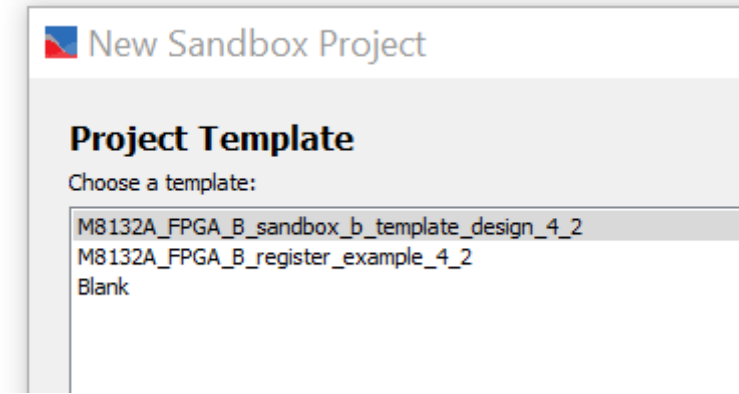 New Sandbox Project
Project Template
Choose a template:
M8132A_FPGA_B_sandbox_b_template_design_4_2
M8132A_FPGA_B_register_example_4_2
Blank